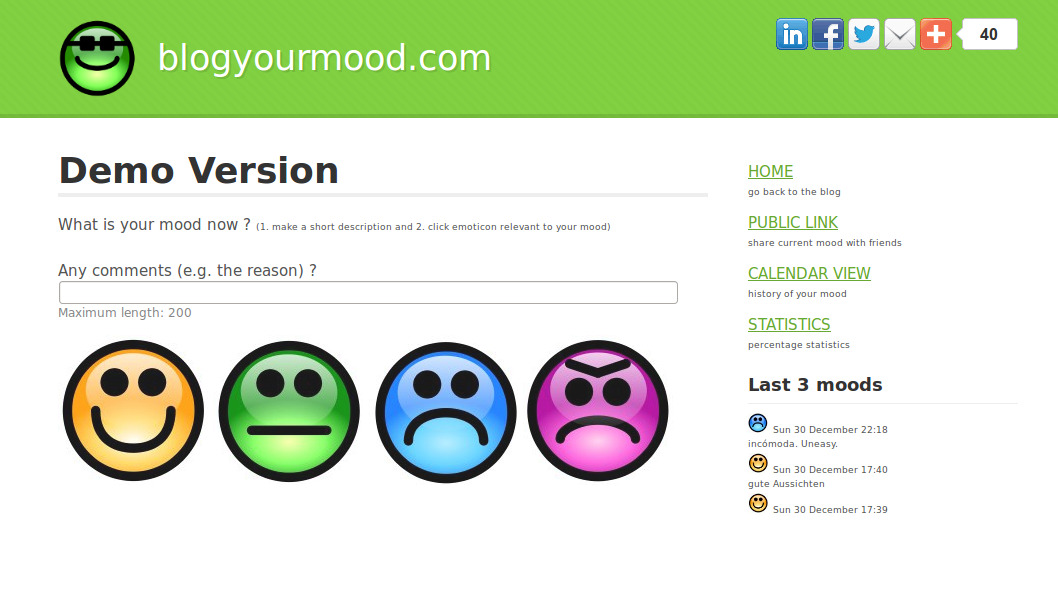 blogyourmood.com
40
Demo Version
What is your mood now ? (1. make a short description and 2. click emoticon relevant to your mood)
Any comments (e.g. the reason) ?
Maximum length: 200
HOME
go back to the blog
PUBLIC LINK
share current mood with friends
CALENDAR VIEW
history of your mood
STATISTICS
percentage statistics
Last 3 moods
Sun 30 December 22:18
incómoda. Uneasy.
Sun 30 December 17:40
gute Aussichten
Sun 30 December 17:39